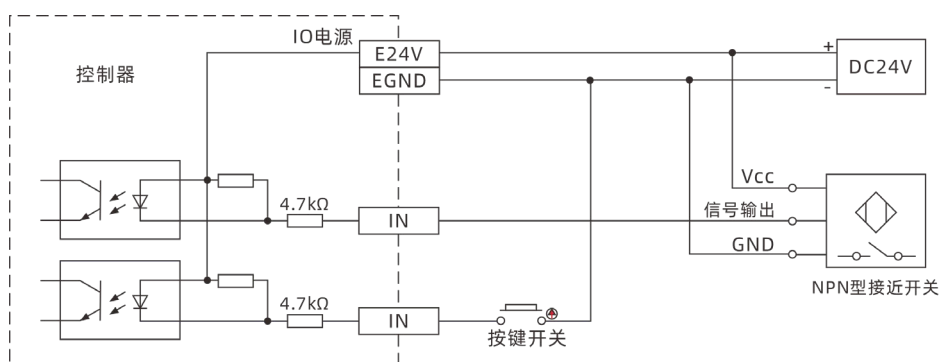 IO电源
E24V
EGND
+
-
DC24V
控制器
4.7kΩ
IN
Vcc
信号输出
GND
NPN型接近开关
4.7kΩ
IN
按键开关